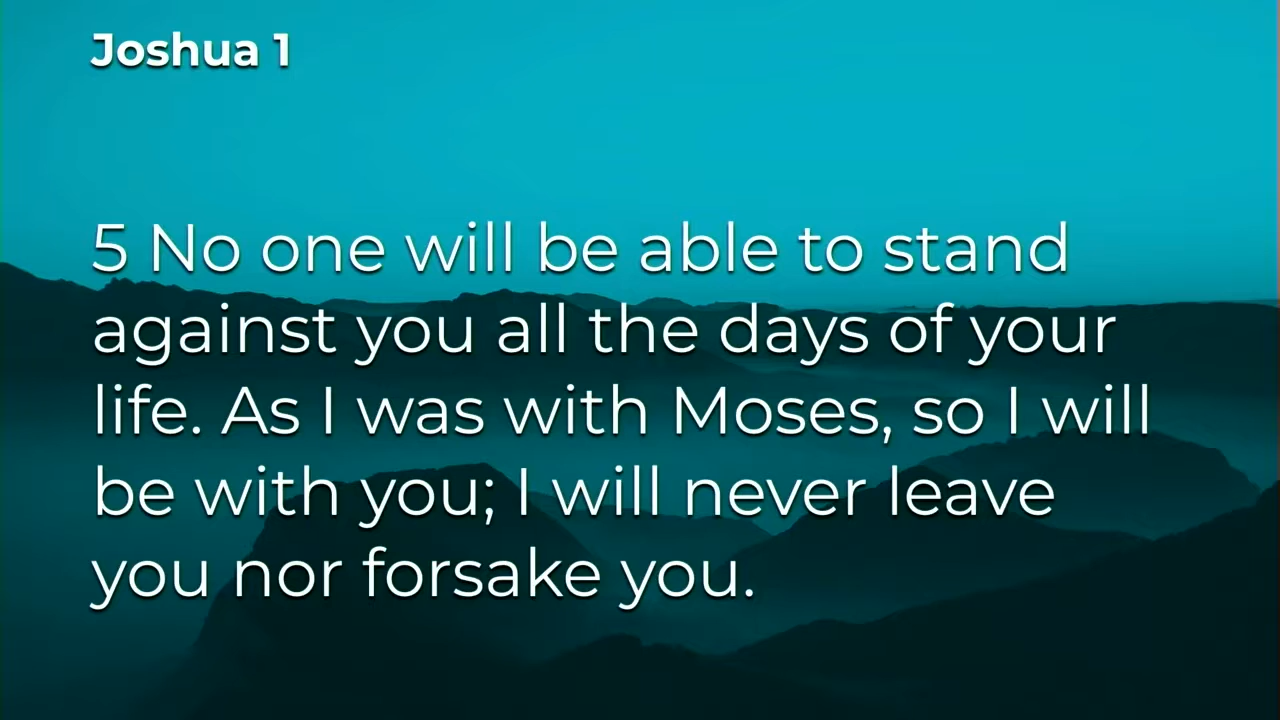 Joshua 1
5 No one will be able to stand
against you all the days of your
life. As I was with Moses, so I will
be with you; I will never leave
you nor forsake you.